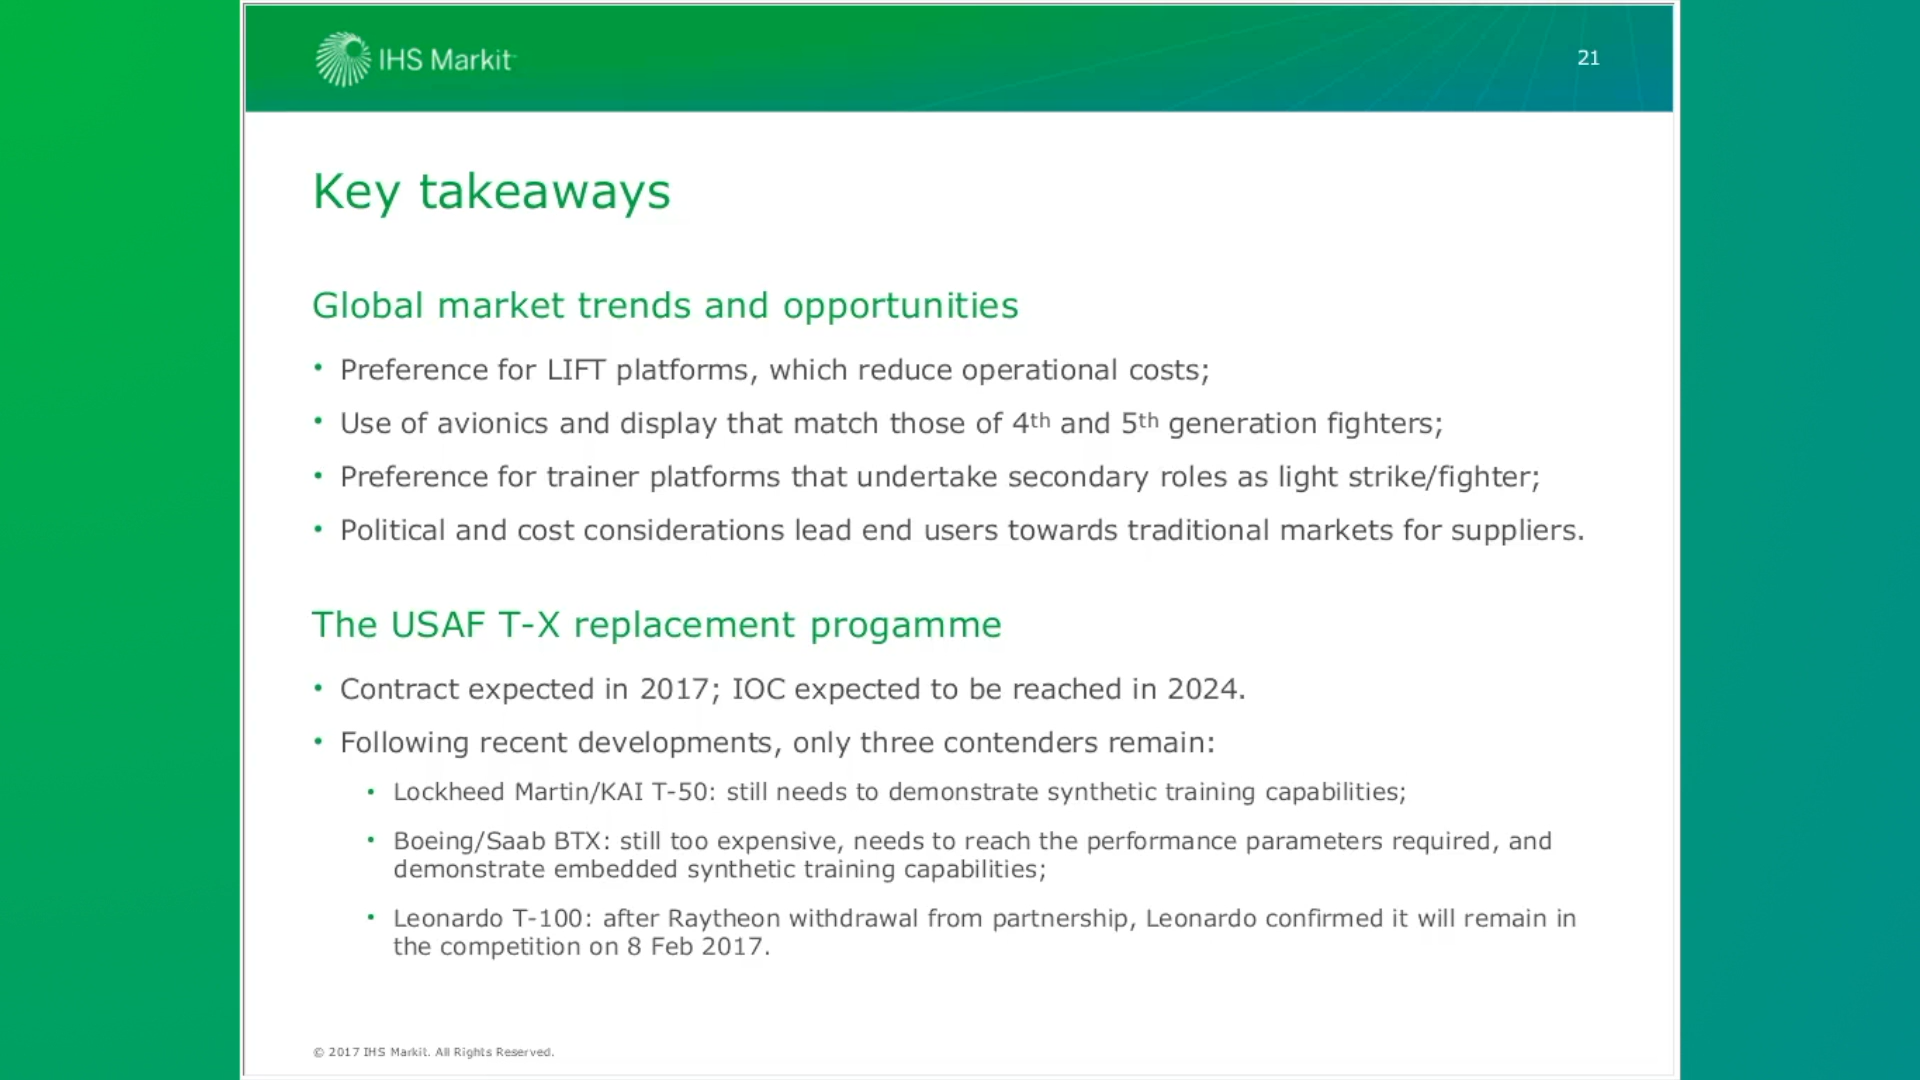 IHS Markit
21
Key takeaways
Global market trends and opportunities
• Preference for LIFT platforms, which reduce operational costs;
• Use of avionics and display that match those of 4th and 5th generation fighters;
• Preference for trainer platforms that undertake secondary roles as light strike/fighter;
• Political and cost considerations lead end users towards traditional markets for suppliers.
The USAF T-X replacement progamme
• Contract expected in 2017; IOC expected to be reached in 2024.
• Following recent developments, only three contenders remain:
• Lockheed Martin/KAI T-50: still needs to demonstrate synthetic training capabilities;
• Boeing/Saab BTX: still too expensive, needs to reach the performance parameters required, and
demonstrate embedded synthetic training capabilities;
• Leonardo T-100: after Raytheon withdrawal from partnership, Leonardo confirmed it will remain in
the competition on 8 Feb 2017.
© 2017 IHS Markit. All Rights Reserved.